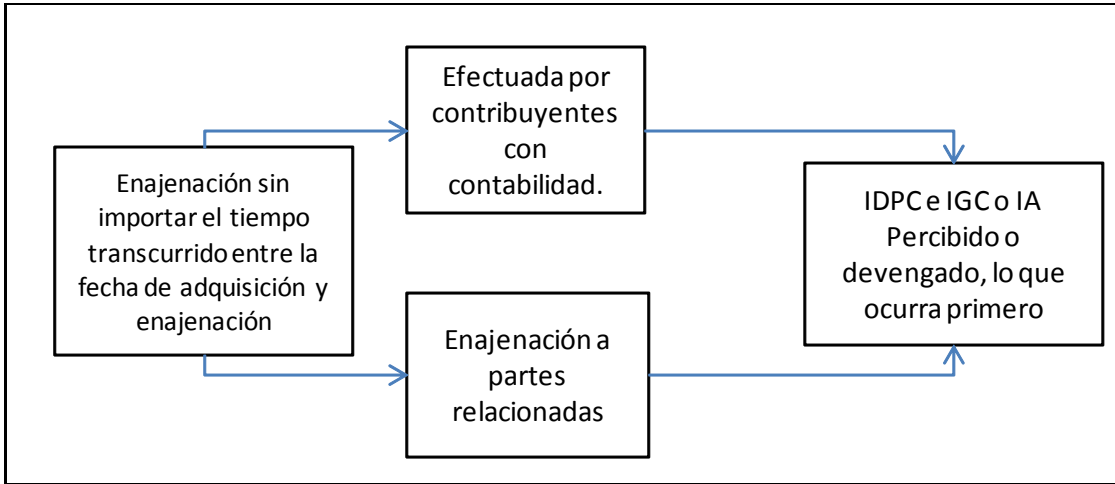 Enajenación sin
importar el tiempo
transcurrido entre la
fecha de adquisición y
enajenación
Efectuada por
contribuyentes
con
contabilidad.
Enajenación a
partes
relacionadas
IDPC e IGC o IA
Percibido o
devengado, lo que
ocurra primero